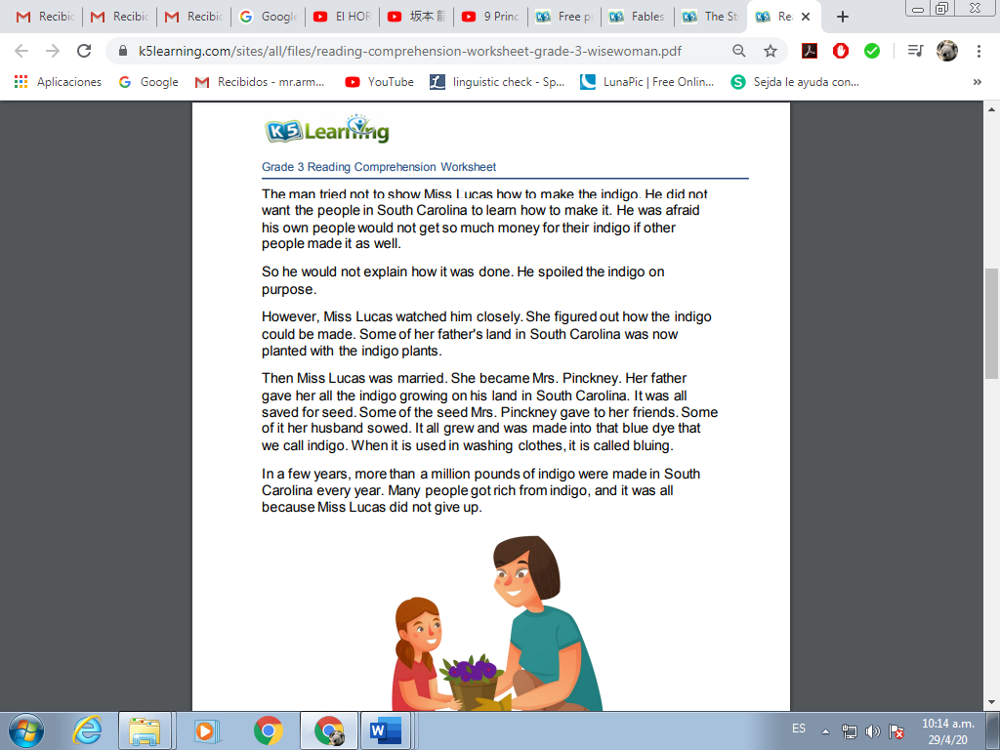 Recibic
Recibic
Recibic
Google
El HOR
坂本 龍
9 Princ
Free p
Fables
The St
Re
k5learning.com/sites/all/files/reading-comprehension-worksheet-grade-3-wisewoman.pdf
Aplicaciones
Google
Recibidos - mr.arm...
YouTube
linguistic check - Sp...
LunaPic | Free Onlin...
Sejda le ayuda con...
»
K5 Learning
Grade 3 Reading Comprehension Worksheet
The man tried not to show Miss Lucas how to make the indigo. He did not
want the people in South Carolina to learn how to make it. He was afraid
his own people would not get so much money for their indigo if other
people made it as well.
So he would not explain how it was done. He spoiled the indigo on
purpose.
However, Miss Lucas watched him closely. She figured out how the indigo
could be made. Some of her father's land in South Carolina was now
planted with the indigo plants.
Then Miss Lucas was married. She became Mrs. Pinckney. Her father
gave her all the indigo growing on his land in South Carolina. It was all
saved for seed. Some of the seed Mrs. Pinckney gave to her friends. Some
of it her husband sowed. It all grew and was made into that blue dye that
we call indigo. When it is used in washing clothes, it is called bluing.
In a few years, more than a million pounds of indigo were made in South
Carolina every year. Many people got rich from indigo, and it was all
because Miss Lucas did not give up.
ES
10:14 a.m.
29/4/20